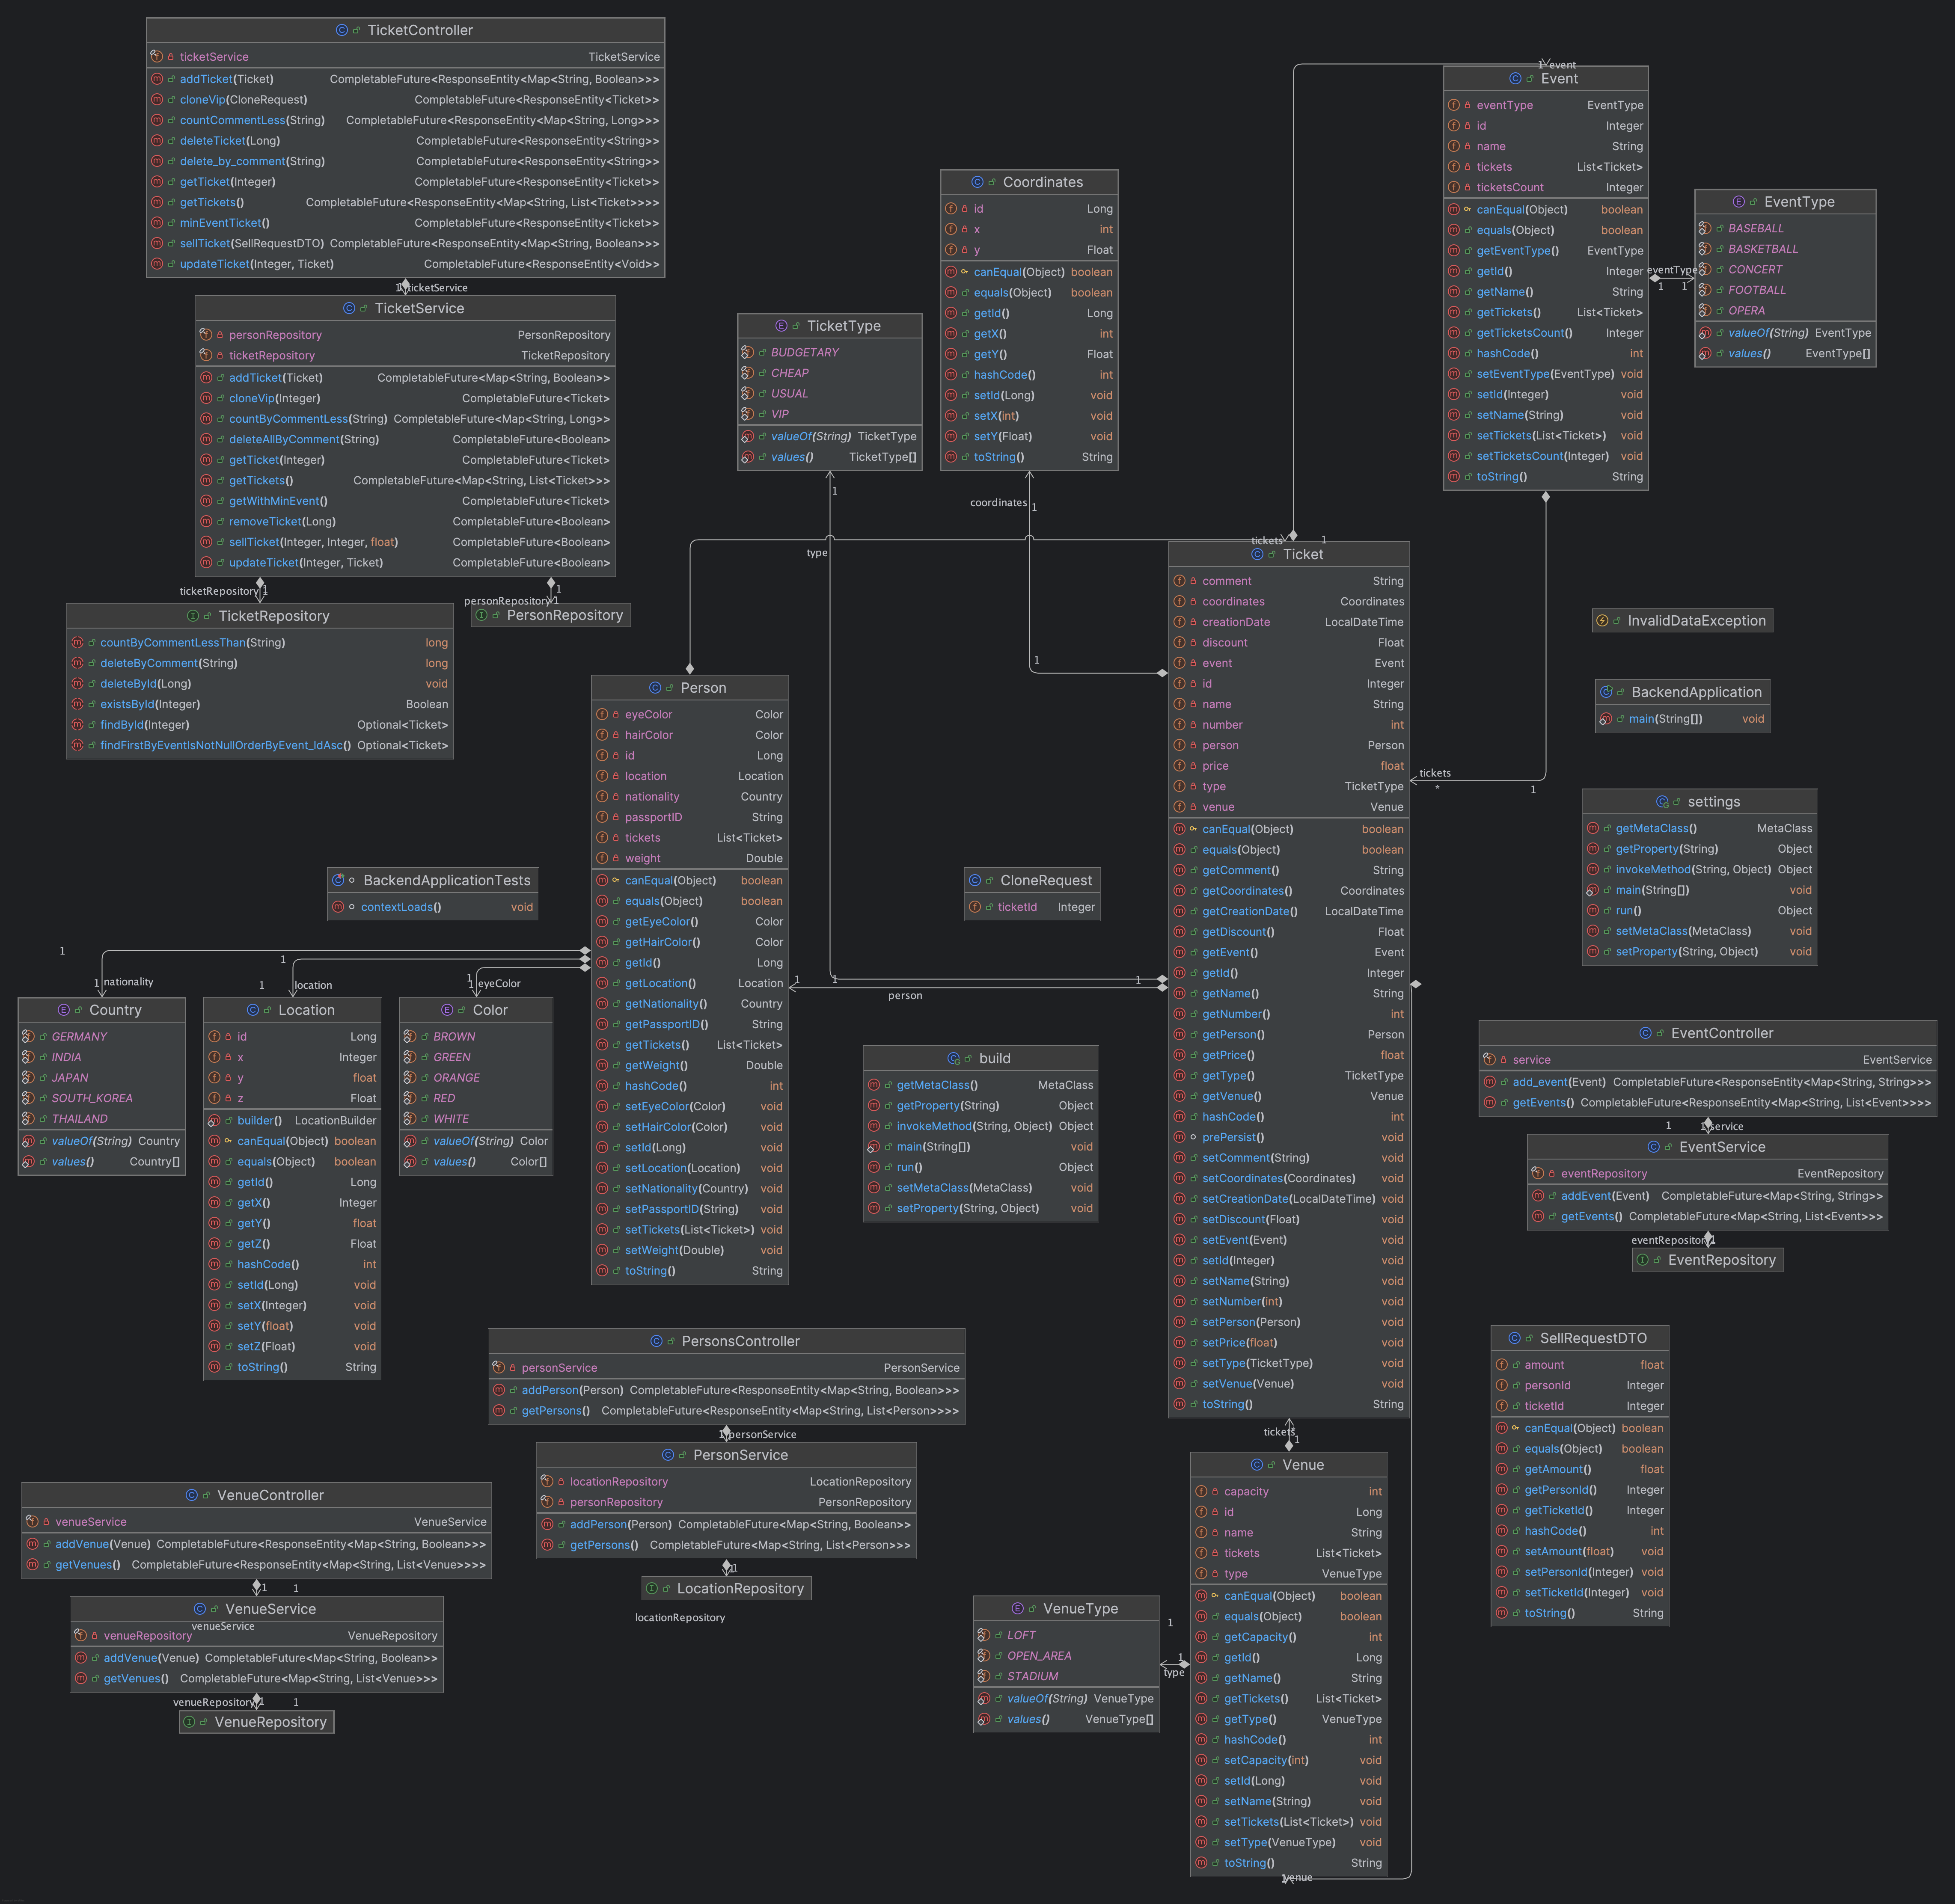 TicketController
ticketService TicketService
addTicket(Ticket) CompletableFuture<ResponseEntity<Map<String, Boolean>>>
cloneVip(CloneRequest) CompletableFuture<ResponseEntity<Ticket>>
countCommentLess(String) CompletableFuture<ResponseEntity<Map<String, Long>>>
deleteTicket(Long) CompletableFuture<ResponseEntity<String>>
delete_by_comment(String) CompletableFuture<ResponseEntity<String>>
getTicket(Integer) CompletableFuture<ResponseEntity<Ticket>>
getTickets() CompletableFuture<ResponseEntity<Map<String, List<Ticket>>>>
minEventTicket() CompletableFuture<ResponseEntity<Ticket>>
sellTicket(SellRequestDTO) CompletableFuture<ResponseEntity<Map<String, Boolean>>>
updateTicket(Integer, Ticket) CompletableFuture<ResponseEntity<Void>>
1 ticketService
TicketService
personRepository PersonRepository
ticketRepository TicketRepository
addTicket(Ticket) CompletableFuture<Map<String, Boolean>>
cloneVip(Integer) CompletableFuture<Ticket>
countByCommentLess(String) CompletableFuture<Map<String, Long>>
deleteAllByComment(String) CompletableFuture<Boolean>
getTicket(Integer) CompletableFuture<Ticket>
getTickets() CompletableFuture<Map<String, List<Ticket>>>
getWithMinEvent() CompletableFuture<Ticket>
removeTicket(Long) CompletableFuture<Boolean>
sellTicket(Integer, Integer, float) CompletableFuture<Boolean>
updateTicket(Integer, Ticket) CompletableFuture<Boolean>
ticketRepository 1
1
personRepository 1
TicketRepository
countByCommentLessThan(String) long
deleteByComment(String) long
deleteById(Long) void
existsById(Integer) Boolean
findById(Integer) Optional<Ticket>
findFirstByEventIsNotNullOrderByEvent_IdAsc() Optional<Ticket>
PersonRepository
TicketType
BUDGETARY
CHEAP
USUAL
VIP
valueOf(String) TicketType
values() TicketType[]
1
type
Coordinates
id Long
x int
y Float
canEqual(Object) boolean
equals(Object) boolean
getId() Long
getX() int
getY() Float
hashCode() int
setId(Long) void
setX(int) void
setY(Float) void
toString() String
coordinates 1
1
1 event
Event
eventType EventType
id Integer
name String
tickets List<Ticket>
ticketsCount Integer
canEqual(Object) boolean
equals(Object) boolean
getEventType() EventType
getId() Integer
getName() String
getTickets() List<Ticket>
getTicketsCount() Integer
hashCode() int
setEventType(EventType) void
setId(Integer) void
setName(String) void
setTickets(List<Ticket>) void
setTicketsCount(Integer) void
toString() String
eventType
1 1
EventType
BASEBALL
BASKETBALL
CONCERT
FOOTBALL
OPERA
valueOf(String) EventType
values() EventType[]
tickets 1
Ticket
comment String
coordinates Coordinates
creationDate LocalDateTime
discount Float
event Event
id Integer
name String
number int
person Person
price float
type TicketType
venue Venue
canEqual(Object) boolean
equals(Object) boolean
getComment() String
getCoordinates() Coordinates
getCreationDate() LocalDateTime
getDiscount() Float
getEvent() Event
getId() Integer
getName() String
getNumber() int
getPerson() Person
getPrice() float
getType() TicketType
getVenue() Venue
hashCode() int
prePersist() void
setComment(String) void
setCoordinates(Coordinates) void
setCreationDate(LocalDateTime) void
setDiscount(Float) void
setEvent(Event) void
setId(Integer) void
setName(String) void
setNumber(int) void
setPerson(Person) void
setPrice(float) void
setType(TicketType) void
setVenue(Venue) void
toString() String
tickets
* 1
InvalidDataException
BackendApplication
main(String[]) void
settings
getMetaClass() MetaClass
getProperty(String) Object
invokeMethod(String, Object) Object
main(String[]) void
run() Object
setMetaClass(MetaClass) void
setProperty(String, Object) void
Person
eyeColor Color
hairColor Color
id Long
location Location
nationality Country
passportID String
tickets List<Ticket>
weight Double
canEqual(Object) boolean
equals(Object) boolean
getEyeColor() Color
getHairColor() Color
getId() Long
getLocation() Location
getNationality() Country
getPassportID() String
getTickets() List<Ticket>
getWeight() Double
hashCode() int
setEyeColor(Color) void
setHairColor(Color) void
setId(Long) void
setLocation(Location) void
setNationality(Country) void
setPassportID(String) void
setTickets(List<Ticket>) void
setWeight(Double) void
toString() String
1 1 1
person
BackendApplicationTests
contextLoads() void
CloneRequest
ticketId Integer
1
1 nationality
1
1 location
1
1 eyeColor
Country
GERMANY
INDIA
JAPAN
SOUTH_KOREA
THAILAND
valueOf(String) Country
values() Country[]
Location
id Long
x Integer
y float
z Float
builder() LocationBuilder
canEqual(Object) boolean
equals(Object) boolean
getId() Long
getX() Integer
getY() float
getZ() Float
hashCode() int
setId(Long) void
setX(Integer) void
setY(float) void
setZ(Float) void
toString() String
Color
BROWN
GREEN
ORANGE
RED
WHITE
valueOf(String) Color
values() Color[]
build
getMetaClass() MetaClass
getProperty(String) Object
invokeMethod(String, Object) Object
main(String[]) void
run() Object
setMetaClass(MetaClass) void
setProperty(String, Object) void
EventController
service EventService
add_event(Event) CompletableFuture<ResponseEntity<Map<String, String>>>
getEvents() CompletableFuture<ResponseEntity<Map<String, List<Event>>>>
1 1 service
EventService
eventRepository EventRepository
addEvent(Event) CompletableFuture<Map<String, String>>
getEvents() CompletableFuture<Map<String, List<Event>>>
eventRepository 1
EventRepository
SellRequestDTO
amount float
personId Integer
ticketId Integer
canEqual(Object) boolean
equals(Object) boolean
getAmount() float
getPersonId() Integer
getTicketId() Integer
hashCode() int
setAmount(float) void
setPersonId(Integer) void
setTicketId(Integer) void
toString() String
PersonsController
personService PersonService
addPerson(Person) CompletableFuture<ResponseEntity<Map<String, Boolean>>>
getPersons() CompletableFuture<ResponseEntity<Map<String, List<Person>>>>
1 personService
PersonService
locationRepository LocationRepository
personRepository PersonRepository
addPerson(Person) CompletableFuture<Map<String, Boolean>>
getPersons() CompletableFuture<Map<String, List<Person>>>
1
LocationRepository
locationRepository
VenueController
venueService VenueService
addVenue(Venue) CompletableFuture<ResponseEntity<Map<String, Boolean>>>
getVenues() CompletableFuture<ResponseEntity<Map<String, List<Venue>>>>
1 1
VenueService
venueService
venueRepository VenueRepository
addVenue(Venue) CompletableFuture<Map<String, Boolean>>
getVenues() CompletableFuture<Map<String, List<Venue>>>
venueRepository 1 1
VenueRepository
tickets
1
Venue
capacity int
id Long
name String
tickets List<Ticket>
type VenueType
canEqual(Object) boolean
equals(Object) boolean
getCapacity() int
getId() Long
getName() String
getTickets() List<Ticket>
getType() VenueType
hashCode() int
setCapacity(int) void
setId(Long) void
setName(String) void
setTickets(List<Ticket>) void
setType(VenueType) void
toString() String
1 venue
VenueType
LOFT
OPEN_AREA
STADIUM
valueOf(String) VenueType
values() VenueType[]
1
1
type